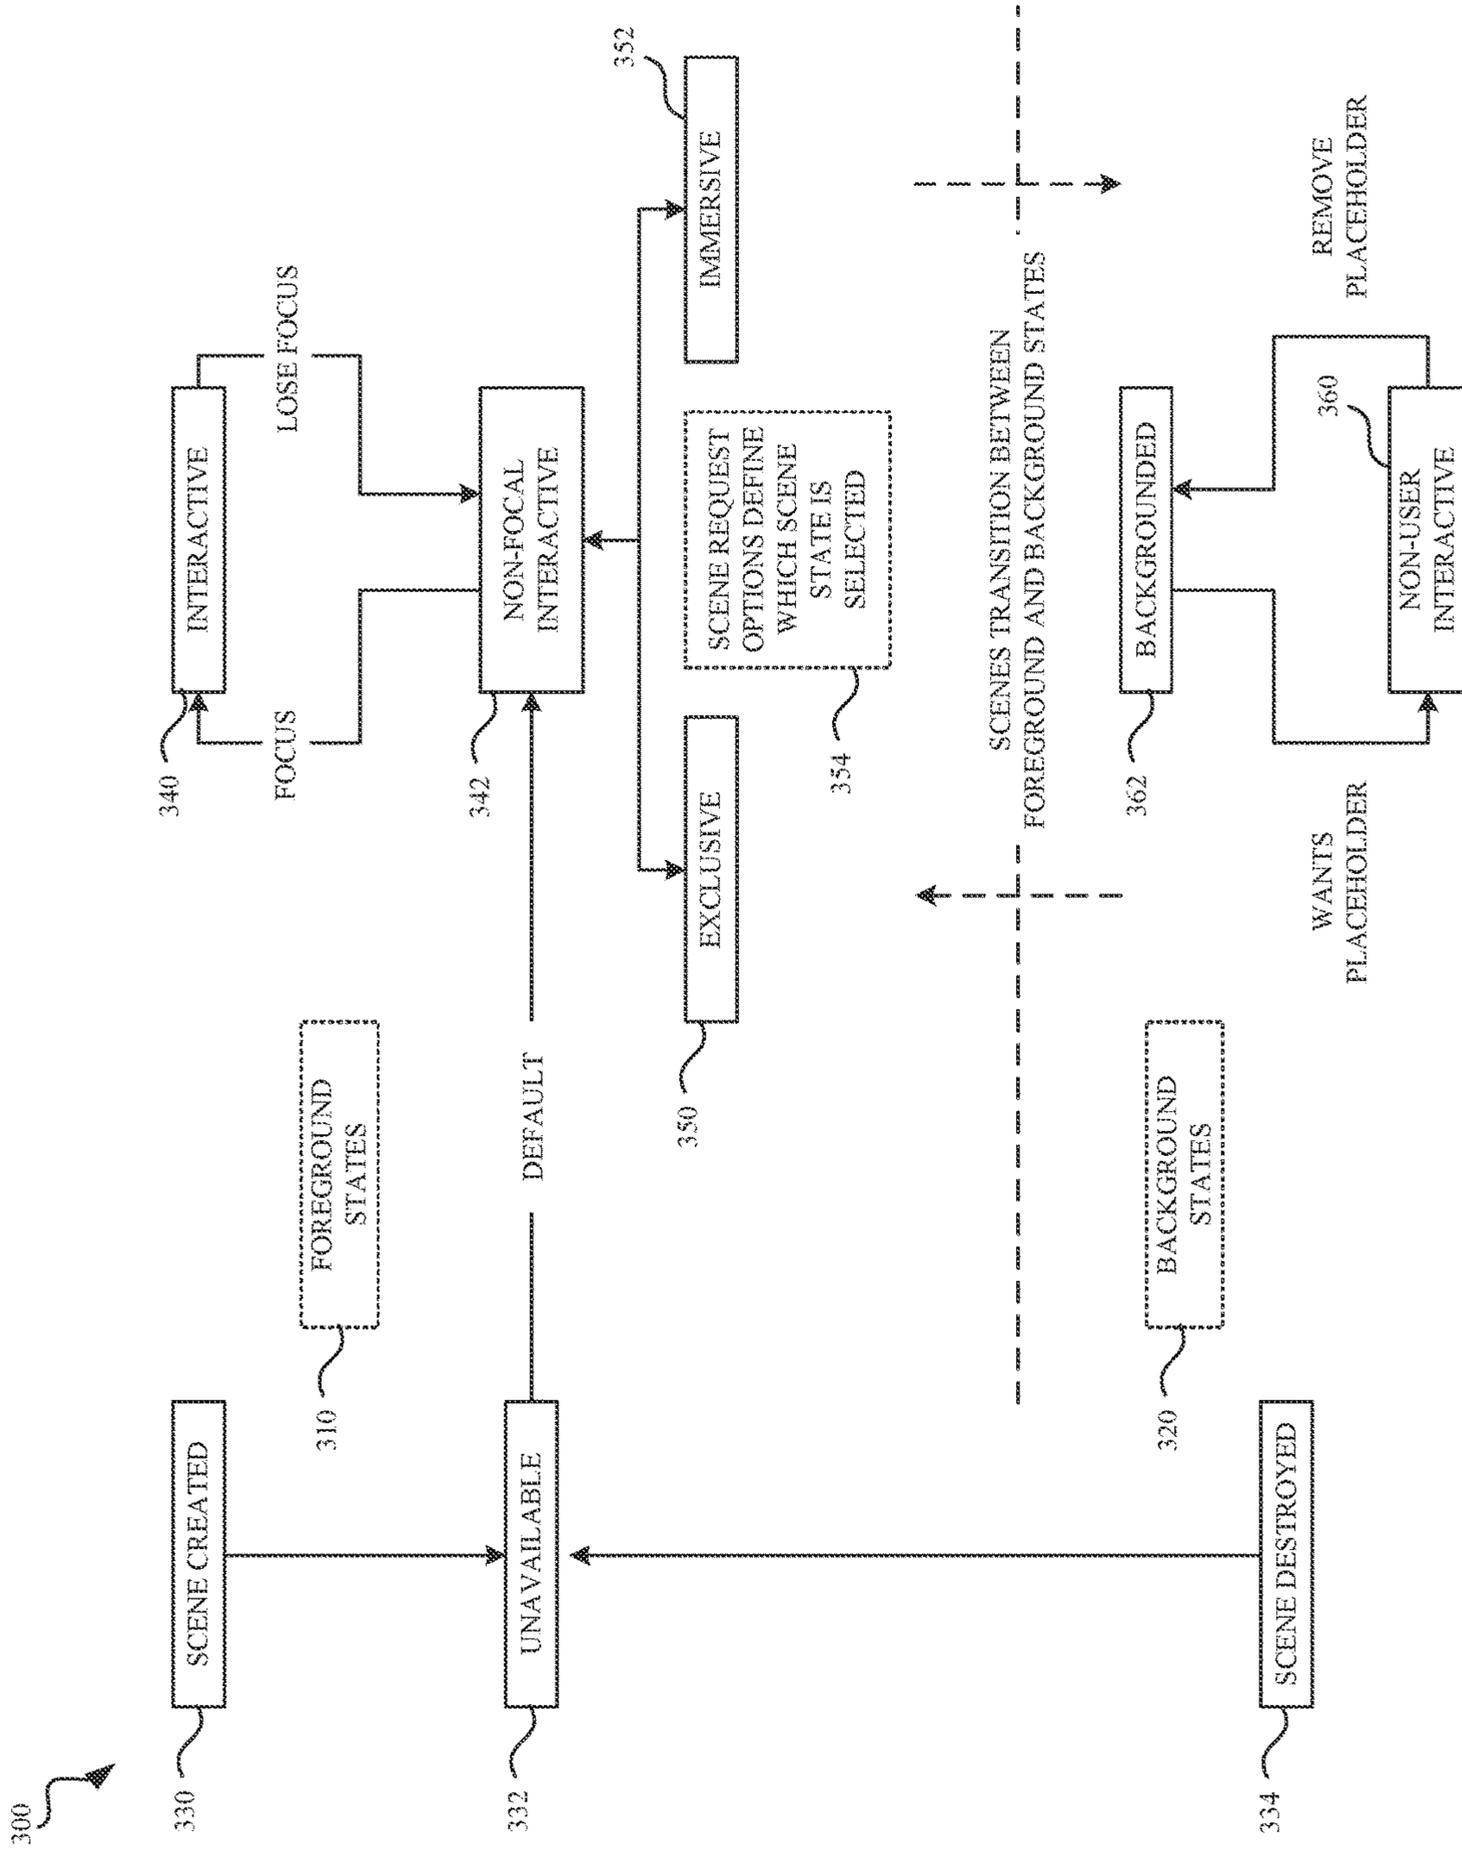 300
330
SCENE CREATED
332
UNAVAILABLE
334
SCENE DESTROYED
310
FOREGROUND
STATES
DEFAULT
320
BACKGROUND
STATES
340
INTERACTIVE
FOCUS
LOSE FOCUS
342
NON-FOCAL
INTERACTIVE
350
EXCLUSIVE
354
SCENE REQUEST
OPTIONS DEFINE
WHICH SCENE
STATE IS
SELECTED
352
IMMERSIVE
SCENES TRANSITION BETWEEN
FOREGROUND AND BACKGROUND STATES
362
BACKGROUNDED
WANTS
PLACEHOLDER
REMOVE
PLACEHOLDER
360
NON-USER
INTERACTIVE